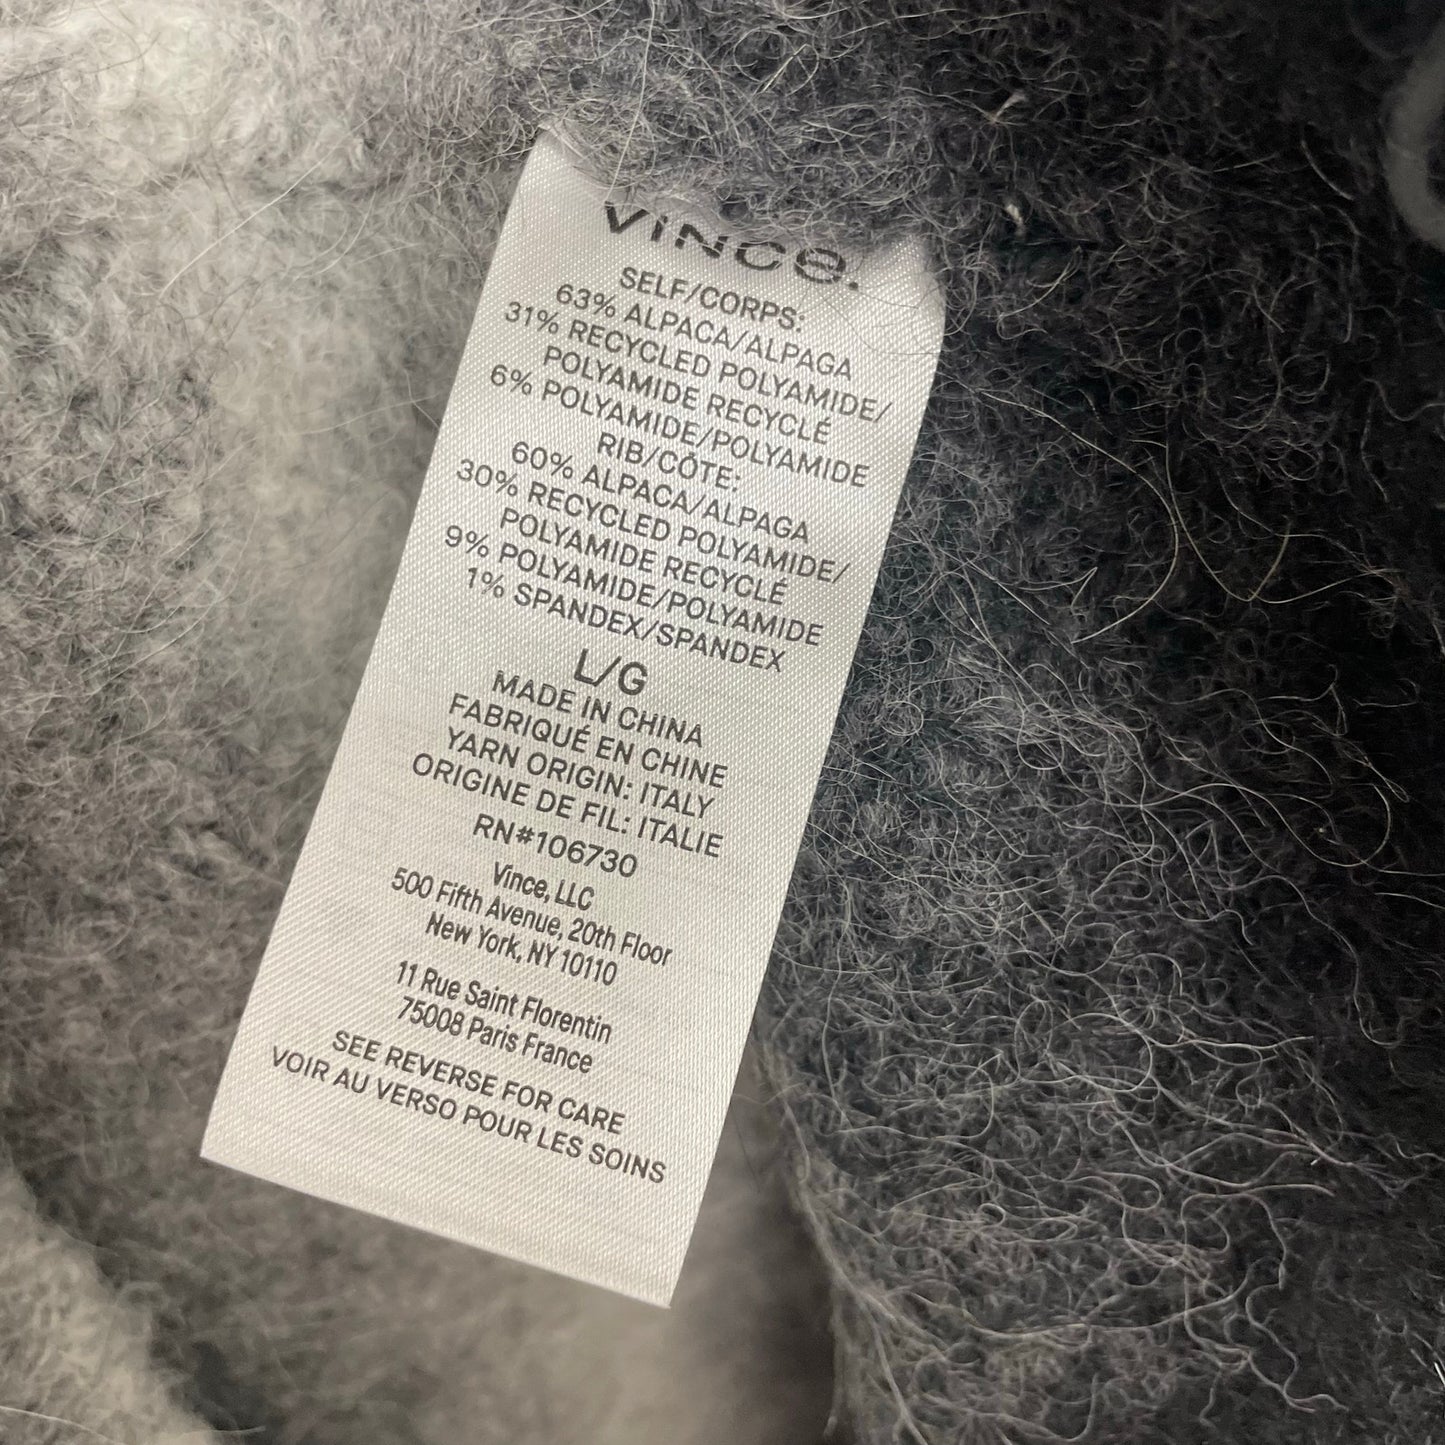 VINCE.
SELF/CORPS:
63% ALPACA/ALPAGA
31% RECYCLED POLYAMIDE/
POLYAMIDE RECYCLÉ
6% POLYAMIDE/POLYAMIDE
RIB/CÔTE:
60% ALPACA/ALPAGA
30% RECYCLED POLYAMIDE/
POLYAMIDE RECYCLÉ
9% POLYAMIDE/POLYAMIDE
1% SPANDEX/SPANDEX
L/G
MADE IN CHINA
FABRIQUÉ EN CHINE
YARN ORIGIN: ITALY
ORIGINE DE FIL: ITALIE
RN#106730
Vince, LLC
500 Fifth Avenue, 20th Floor
New York, NY 10110
11 Rue Saint Florentin
75008 Paris France
SEE REVERSE FOR CARE
VOIR AU VERSO POUR LES SOINS